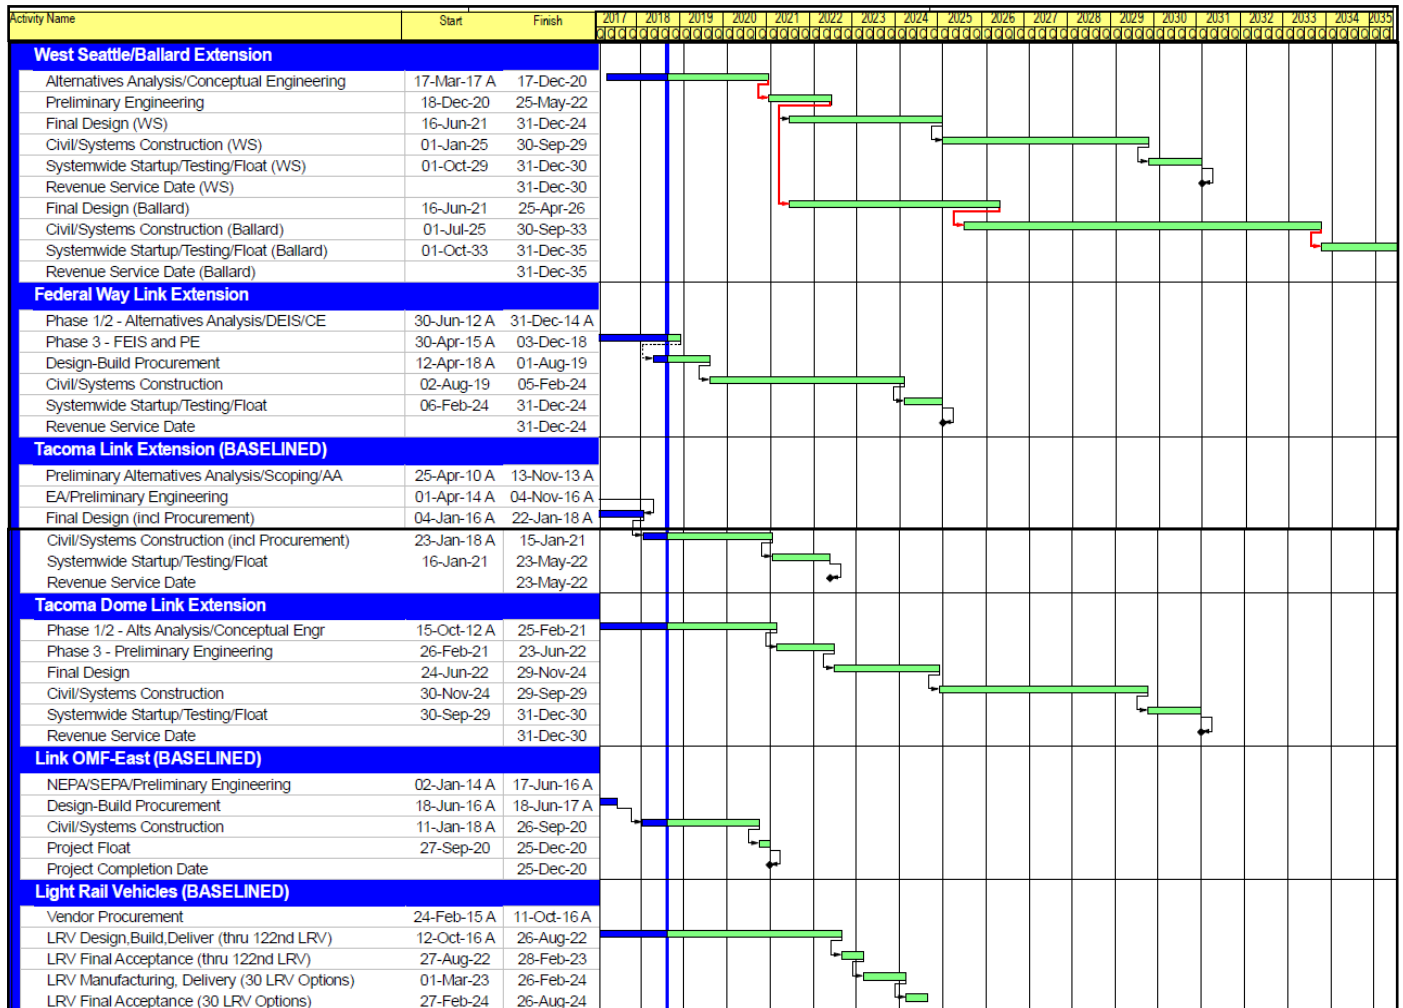 Activity Name Start Finish 2017 2018 2019 2020 2021 2022 2023 2024 2025 2026 2027 2028 2029 2030 2031 2032 2033 2034 2035
West Seattle/Ballard Extension
Alternatives Analysis/Conceptual Engineering 17-Mar-17 A 17-Dec-20
Preliminary Engineering 18-Dec-20 25-May-22
Final Design (WS) 16-Jun-21 31-Dec-24
Civil/Systems Construction (WS) 01-Jan-25 30-Sep-29
Systemwide Startup/Testing/Float (WS) 01-Oct-29 31-Dec-30
Revenue Service Date (WS) 31-Dec-30
Final Design (Ballard) 16-Jun-21 25-Apr-26
Civil/Systems Construction (Ballard) 01-Jul-25 30-Sep-33
Systemwide Startup/Testing/Float (Ballard) 01-Oct-33 31-Dec-35
Revenue Service Date (Ballard) 31-Dec-35
Federal Way Link Extension
Phase 1/2 - Alternatives Analysis/DEIS/CE 30-Jun-12 A 31-Dec-14 A
Phase 3 - FEIS and PE 30-Apr-15 A 03-Dec-18
Design-Build Procurement 12-Apr-18 A 01-Aug-19
Civil/Systems Construction 02-Aug-19 05-Feb-24
Systemwide Startup/Testing/Float 06-Feb-24 31-Dec-24
Revenue Service Date 31-Dec-24
Tacoma Link Extension (BASELINED)
Preliminary Alternatives Analysis/Scoping/AA 25-Apr-10 A 13-Nov-13 A
EA/Preliminary Engineering 01-Apr-14 A 04-Nov-16 A
Final Design (incl Procurement) 04-Jan-16 A 22-Jan-18 A
Civil/Systems Construction (incl Procurement) 23-Jan-18 A 15-Jan-21
Systemwide Startup/Testing/Float 16-Jan-21 23-May-22
Revenue Service Date 23-May-22
Tacoma Dome Link Extension
Phase 1/2 - Alts Analysis/Conceptual Engr 15-Oct-12 A 25-Feb-21
Phase 3 - Preliminary Engineering 26-Feb-21 23-Jun-22
Final Design 24-Jun-22 29-Nov-24
Civil/Systems Construction 30-Nov-24 29-Sep-29
Systemwide Startup/Testing/Float 30-Sep-29 31-Dec-30
Revenue Service Date 31-Dec-30
Link OMF-East (BASELINED)
NEPA/SEPA/Preliminary Engineering 02-Jan-14 A 17-Jun-16 A
Design-Build Procurement 18-Jun-16 A 18-Jun-17 A
Civil/Systems Construction 11-Jan-18 A 26-Sep-20
Project Float 27-Sep-20 25-Dec-20
Project Completion Date 25-Dec-20
Light Rail Vehicles (BASELINED)
Vendor Procurement 24-Feb-15 A 11-Oct-16 A
LRV Design,Build,Deliver (thru 122nd LRV) 12-Oct-16 A 26-Aug-22
LRV Final Acceptance (thru 122nd LRV) 27-Aug-22 28-Feb-23
LRV Manufacturing, Delivery (30 LRV Options) 01-Mar-23 26-Feb-24
LRV Final Acceptance (30 LRV Options) 27-Feb-24 26-Aug-24